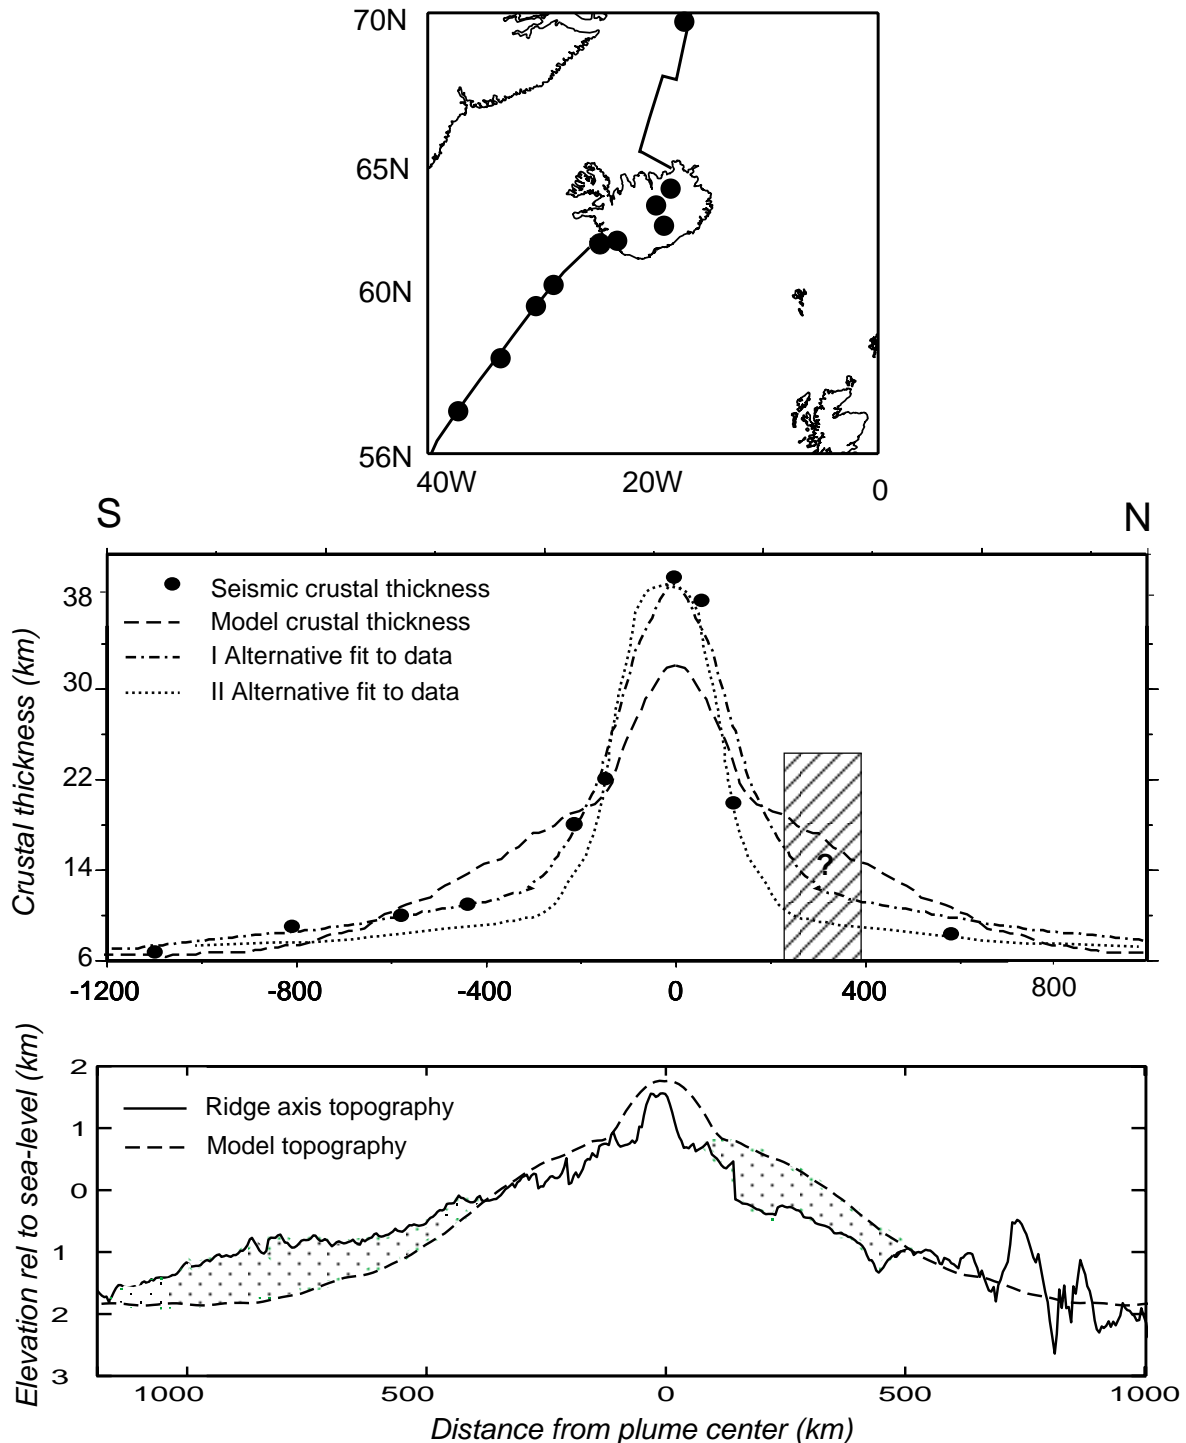 70N
65N
60N
56N
40W
20W
0
S
N
Seismic crustal thickness
Model crustal thickness
I Alternative fit to data
II Alternative fit to data
Crustal thickness (km)
38
30
22
14
6
?
-1200
-800
-400
0
400
800
Ridge axis topography
Model topography
Elevation rel to sea-level (km)
2
1
0
1
2
3
1000
500
0
500
1000
Distance from plume center (km)